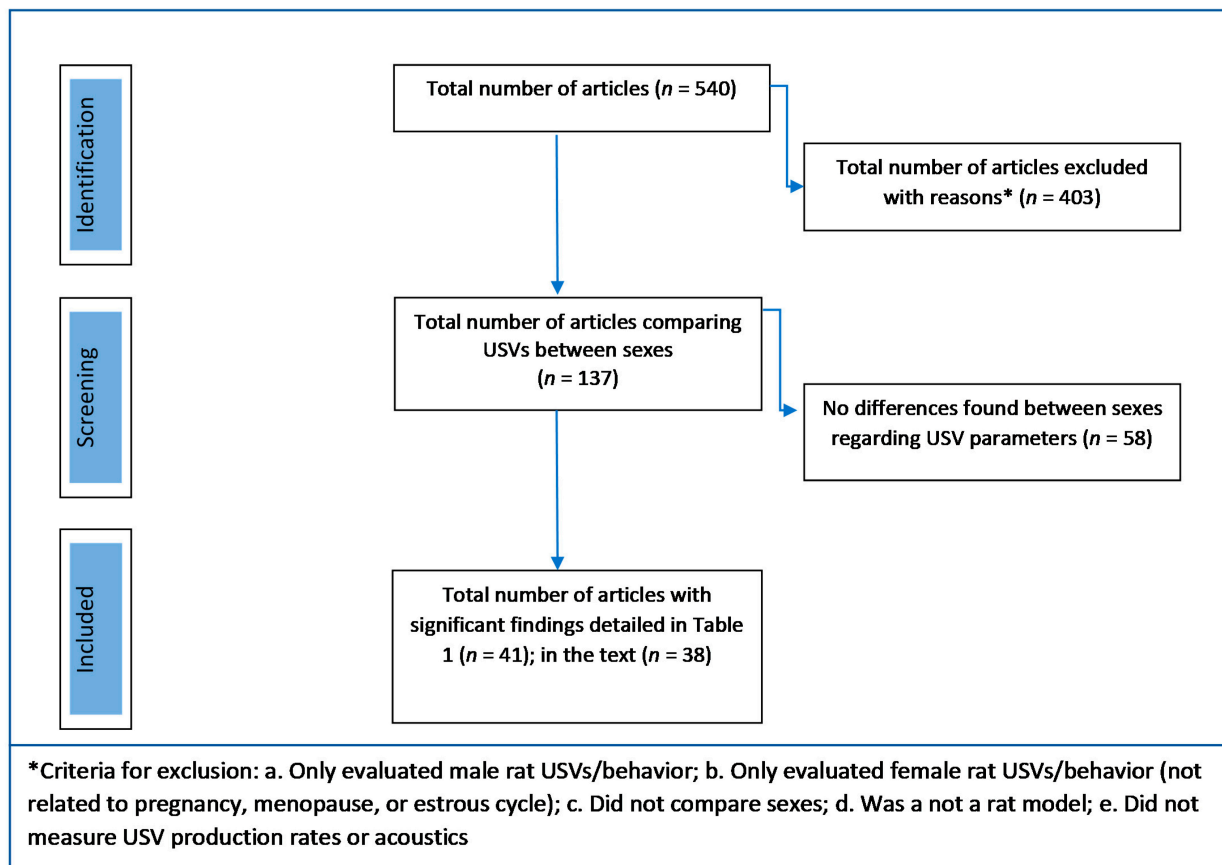 Identification
Total number of articles (n = 540)
Total number of articles excluded
with reasons* (n = 403)
Screening
Total number of articles comparing
USVs between sexes
(n = 137)
No differences found between sexes
regarding USV parameters (n = 58)
Included
Total number of articles with
significant findings detailed in Table
1 (n = 41); in the text (n = 38)
*Criteria for exclusion: a. Only evaluated male rat USVs/behavior; b. Only evaluated female rat USVs/behavior (not
related to pregnancy, menopause, or estrous cycle); c. Did not compare sexes; d. Was a not a rat model; e. Did not
measure USV production rates or acoustics